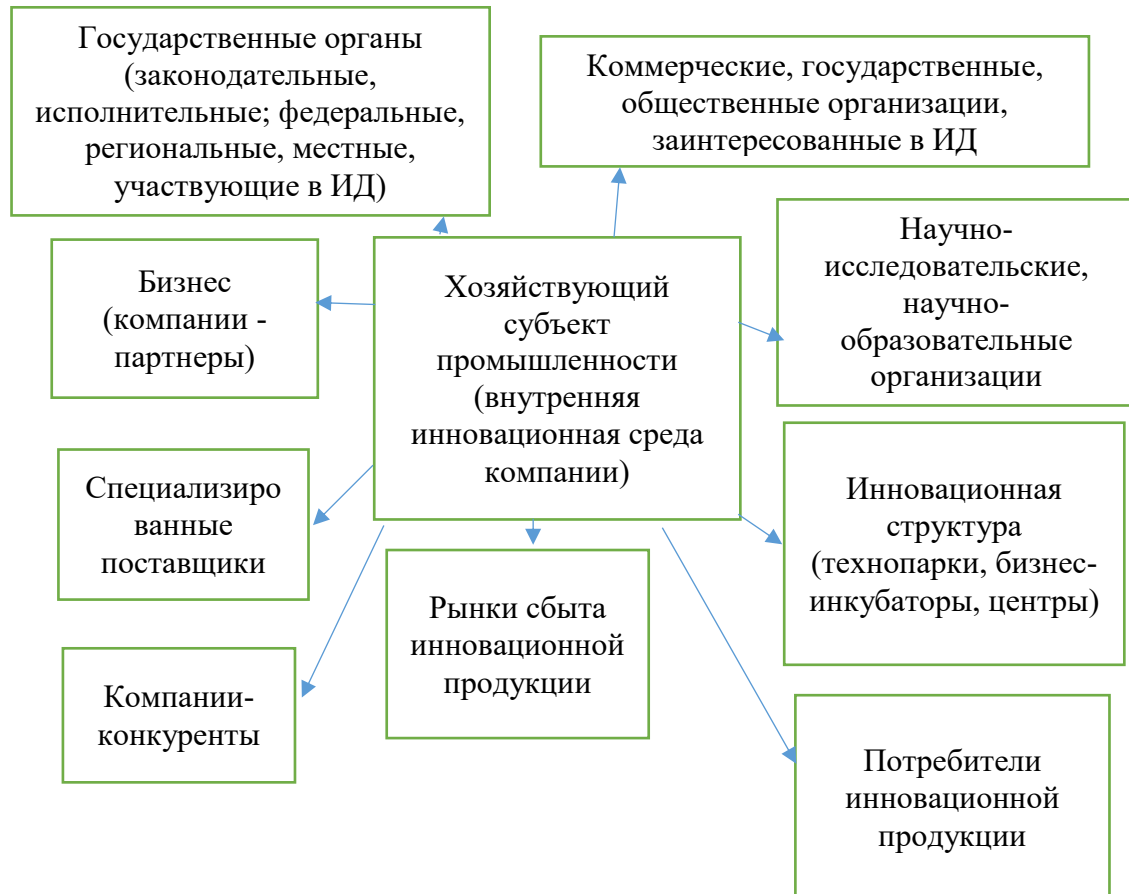 Государственные органы
(законодательные,
исполнительные; федеральные,
региональные, местные,
участвующие в ИД)
Коммерческие, государственные,
общественные организации,
заинтересованные в ИД
Бизнес
(компании -
партнеры)
Хозяйствующий
субъект
промышленности
(внутренняя
инновационная среда
компании)
Научно-
исследовательские,
научно-
образовательные
организации
Специализиро
ванные
поставщики
Инновационная
структура
(технопарки, бизнес-
инкубаторы, центры)
Рынки сбыта
инновационной
продукции
Компании-
конкуренты
Потребители
инновационной
продукции